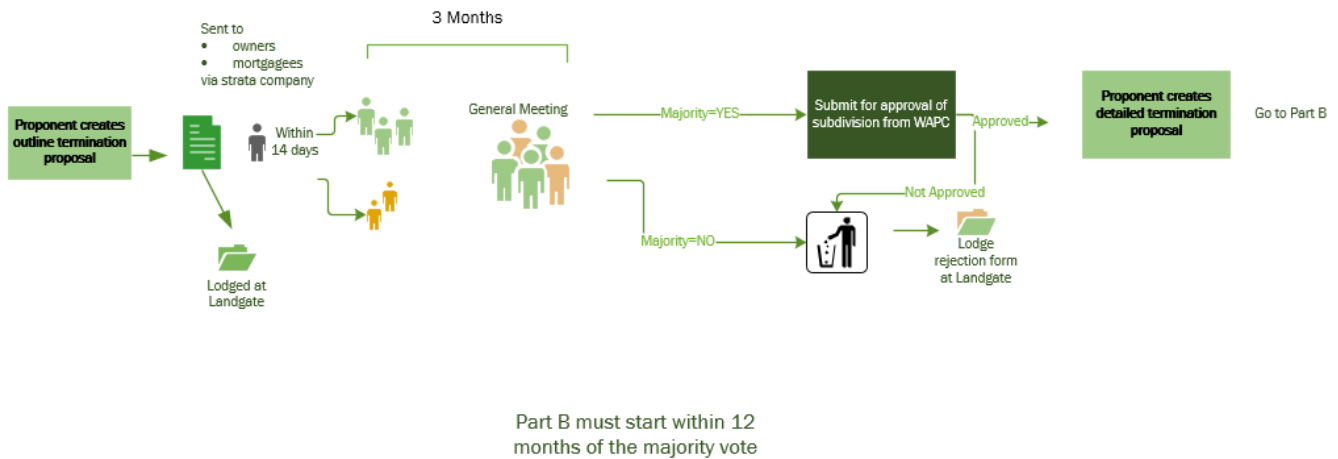 3 Months
Sent to
• owners
• mortgagees
via strata company
Proponent creates
outline termination
proposal
Within
14 days
Lodged at
Landgate
General Meeting
Majority=YES
Submit for approval of
subdivision from WAPC
Approved
Proponent creates
detailed termination
proposal
Go to Part B
Not Approved
Majority=NO
Lodge
rejection form
at Landgate
Part B must start within 12
months of the majority vote